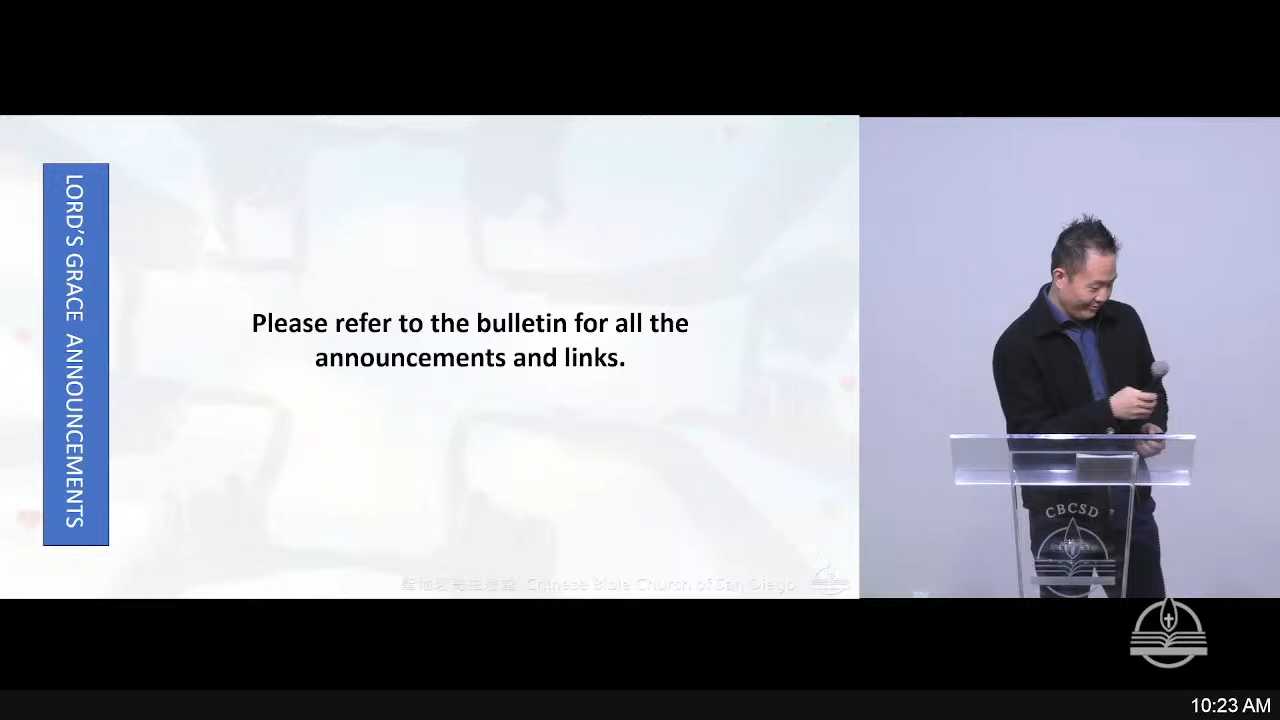 LORD'S GRACE ANNOUNCEMENTS
Please refer to the bulletin for all the
announcements and links.
Chinese Bible Church of San Diego
CBCSD
10:23 AM